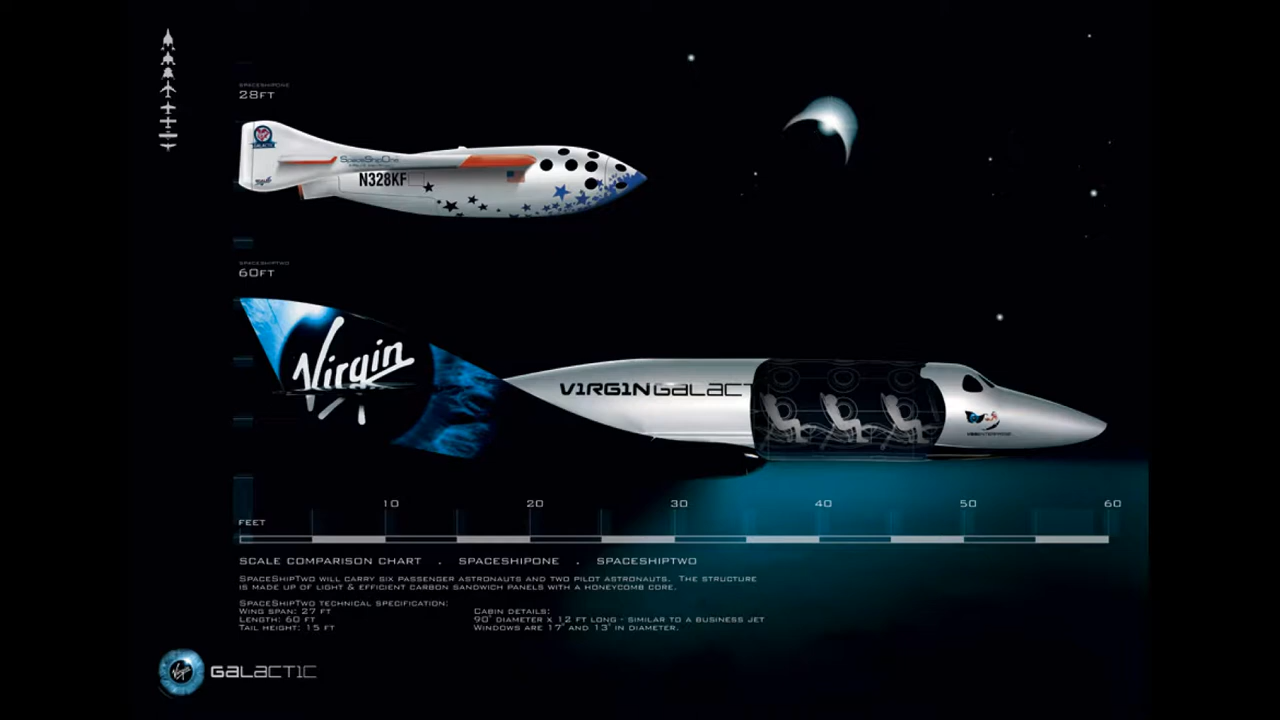 SPACESHIPONE
28FT
GALACTIC
SpaceShipOne
N328KF
SPACESHIPTWO
60FT
Virgin
V1RG1N GALACT
10 20 30 40 50 60
FEET
SCALE COMPARISON CHART . SPACESHIPONE . SPACESHIPTWO
SPACESHIPTWO WILL CARRY SIX PASSENGER ASTRONAUTS AND TWO PILOT ASTRONAUTS. THE STRUCTURE
IS MADE UP OF LIGHT & EFFICIENT CARBON SANDWICH PANELS WITH A HONEYCOMB CORE.
SPACESHIPTWO TECHNICAL SPECIFICATION:
WING SPAN: 27 FT
LENGTH: 60 FT
TAIL HEIGHT: 15 FT
CABIN DETAILS:
90" DIAMETER X 12 FT LONG - SIMILAR TO A BUSINESS JET
WINDOWS ARE 17" AND 13" IN DIAMETER.
Virgin GALACT1C